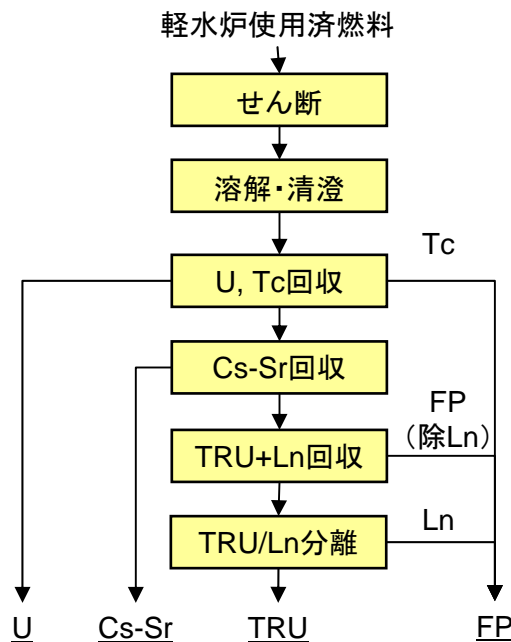 軽水炉使用済燃料
せん断
溶解・清澄
Tc
U, Tc回収
Cs-Sr回収
FP
（除Ln）
TRU+Ln回収
Ln
TRU/Ln分離
U
Cs-Sr
TRU
FP